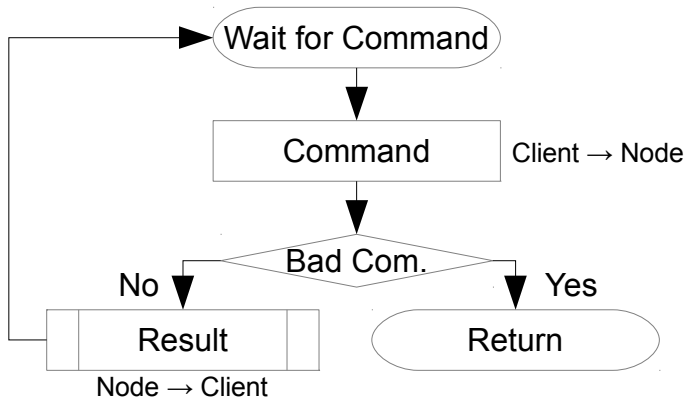 Wait for Command
Command
Client → Node
Bad Com.
No
Yes
Result
Return
Node → Client